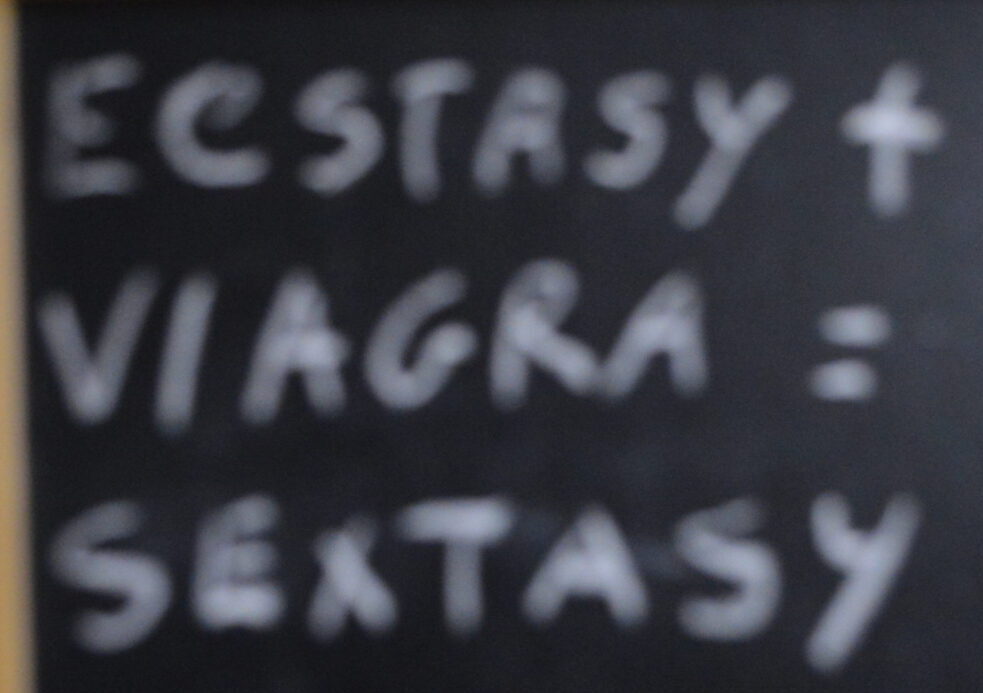 ECSTASY +
VIAGRA =
SEXTASY